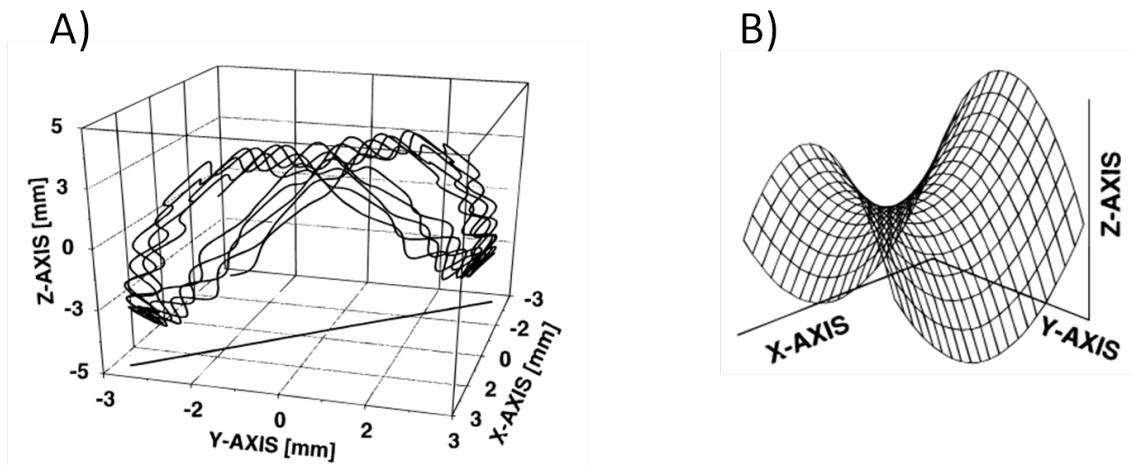 A)
5
3
0
-3
-5
Z-AXIS [mm]
-3
-2
0
2
3
Y-AXIS [mm]
3
2
0
-2
-3
X-AXIS [mm]
B)
X-AXIS
Y-AXIS
Z-AXIS